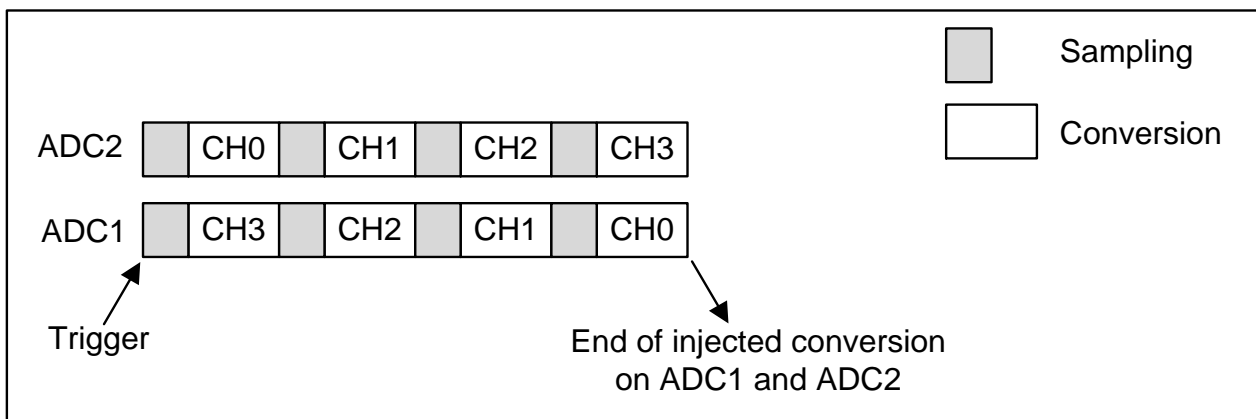 Sampling
Conversion
ADC2 CH0 CH1 CH2 CH3
ADC1 CH3 CH2 CH1 CH0
Trigger
End of injected conversion
on ADC1 and ADC2